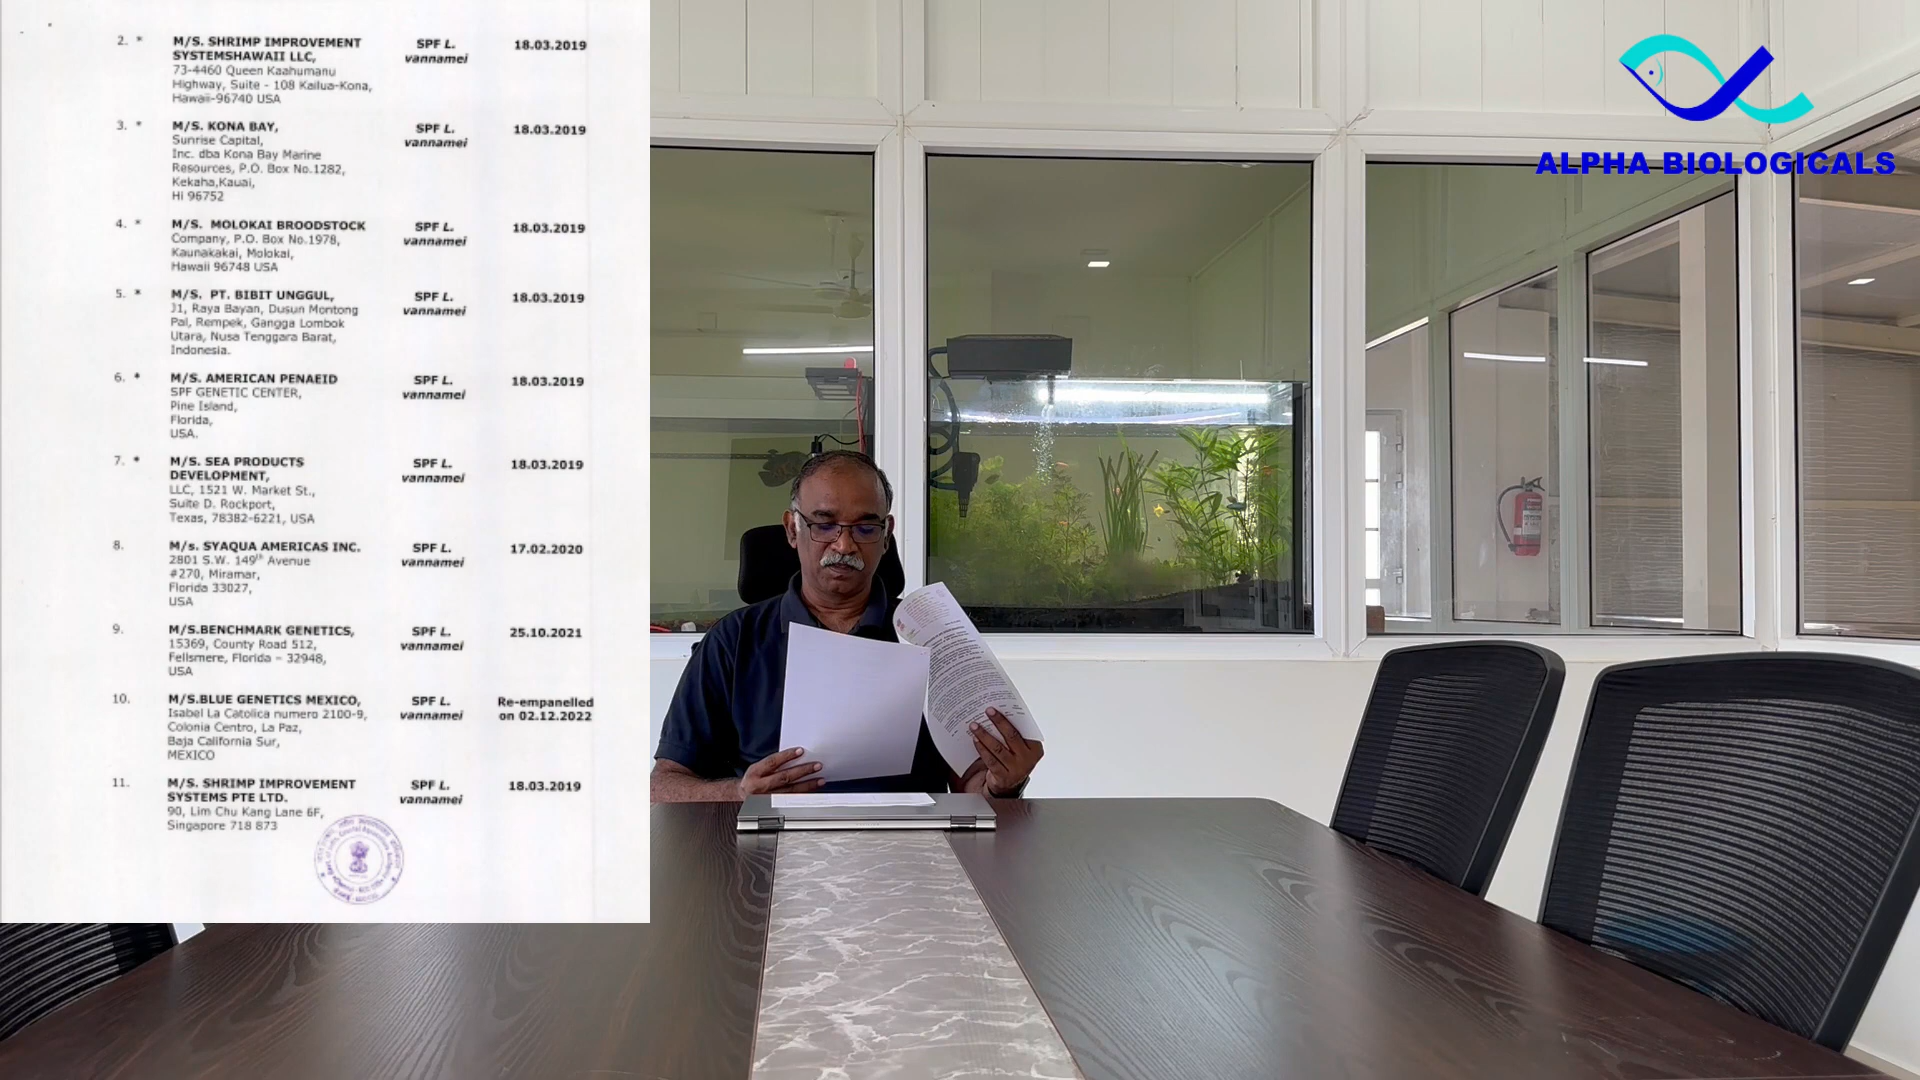 2. *
M/S. SHRIMP IMPROVEMENT
SYSTEMSHAWAII LLC,
73-4460 Queen Kaahumanu
Highway, Suite - 108 Kailua-Kona,
Hawaii-96740 USA
SPF L.
vannamei
18.03.2019
3. *
M/S. KONA BAY,
Sunrise Capital,
Inc. dba Kona Bay Marine
Resources, P.O. Box No.1282,
Kekaha,Kauai,
HI 96752
SPF L.
vannamei
18.03.2019
4. *
M/S. MOLOKAI BROODSTOCK
Company, P.O. Box No.1978,
Kaunakakai, Molokai,
Hawaii 96748 USA
SPF L.
vannamei
18.03.2019
5. *
M/S. PT. BIBIT UNGGUL,
J1, Raya Bayan, Dusun Montong
Pal, Rempek, Gangga Lombok
Utara, Nusa Tenggara Barat,
Indonesia.
SPF L.
vannamei
18.03.2019
6. *
M/S. AMERICAN PENAEID
SPF GENETIC CENTER,
Pine Island,
Florida,
USA.
SPF L.
vannamei
18.03.2019
7. *
M/S. SEA PRODUCTS
DEVELOPMENT,
LLC, 1521 W. Market St.,
Suite D. Rockport,
Texas, 78382-6221, USA
SPF L.
vannamei
18.03.2019
8.
M/s. SYAQUA AMERICAS INC.
2801 S.W. 149th Avenue
#270, Miramar,
Florida 33027,
USA
SPF L.
vannamei
17.02.2020
9.
M/S.BENCHMARK GENETICS,
15369, County Road 512,
Fellsmere, Florida – 32948,
USA
SPF L.
vannamei
25.10.2021
10.
M/S.BLUE GENETICS MEXICO,
Isabel La Catolica numero 2100-9,
Colonia Centro, La Paz,
Baja California Sur,
MEXICO
SPF L.
vannamei
Re-empanelled
on 02.12.2022
11.
M/S. SHRIMP IMPROVEMENT
SYSTEMS PTE LTD.
90, Lim Chu Kang Lane 6F,
Singapore 718 873
SPF L.
vannamei
18.03.2019
ALPHA BIOLOGICALS